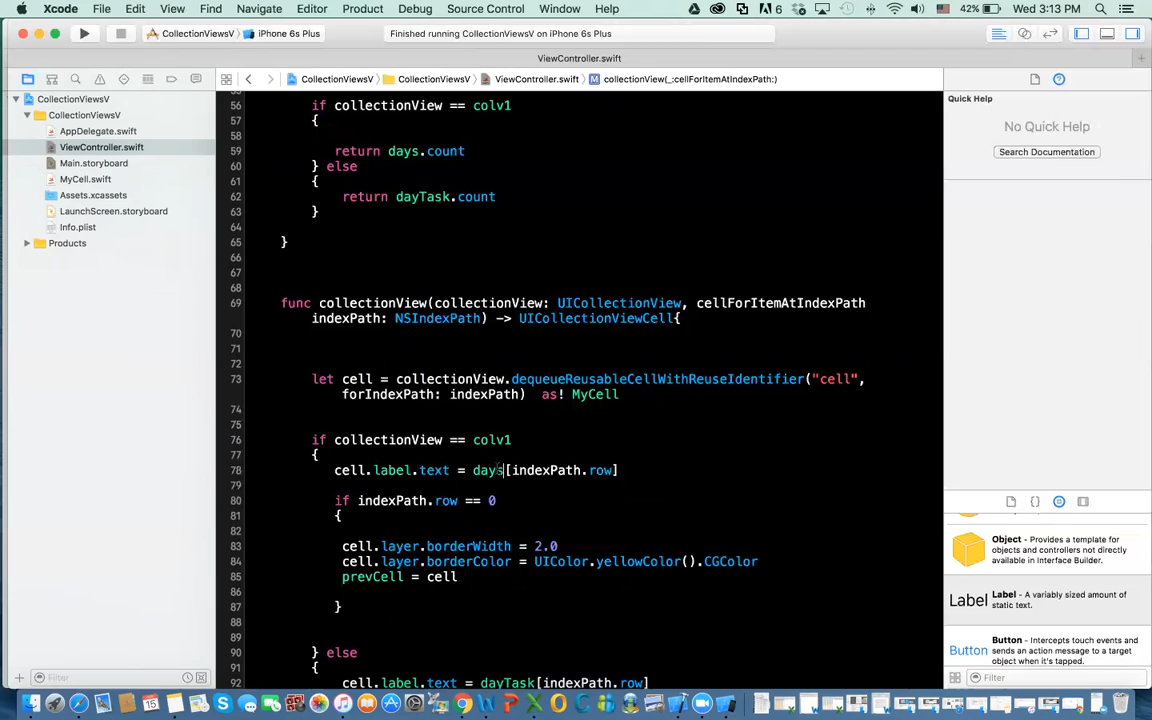 Xcode File Edit View Find Navigate Editor Product Debug Source Control Window Help 6 42% Wed 3:13 PM
CollectionViewsV iPhone 6s Plus Finished running CollectionViewsV on iPhone 6s Plus
ViewController.swift
CollectionViewsV CollectionViewsV ViewController.swift M collectionView(_:cellForItemAtIndexPath:)
CollectionViewsV
CollectionViewsV
AppDelegate.swift
ViewController.swift
Main.storyboard
MyCell.swift
Assets.xcassets
LaunchScreen.storyboard
Info.plist
Products
Filter
55
56 if collectionView == colv1
57 {
58
59 return days.count
60 } else
61 {
62 return dayTask.count
63 }
64
65 }
66
67
68
69 func collectionView(collectionView: UICollectionView, cellForItemAtIndexPath
indexPath: NSIndexPath) -> UICollectionViewCell{
70
71
72
73 let cell = collectionView.dequeueReusableCellWithReuseIdentifier("cell",
forIndexPath: indexPath) as! MyCell
74
75
76 if collectionView == colv1
77 {
78 cell.label.text = days[indexPath.row]
79
80 if indexPath.row == 0
81 {
82
83 cell.layer.borderWidth = 2.0
84 cell.layer.borderColor = UIColor.yellowColor().CGColor
85 prevCell = cell
86
87 }
88
89
90 } else
91 {
92 cell.label.text = dayTask[indexPath.row]
Quick Help
No Quick Help
Search Documentation
Object - Provides a template for
objects and controllers not directly
available in Interface Builder.
Label Label - A variably sized amount of
static text.
Button Button - Intercepts touch events and
sends an action message to a target
object when it's tapped.
Filter